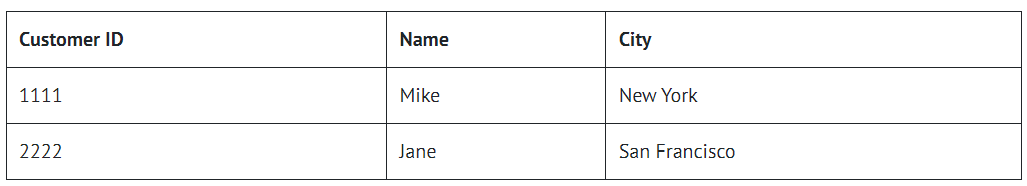 Customer ID Name City
1111 Mike New York
2222 Jane San Francisco